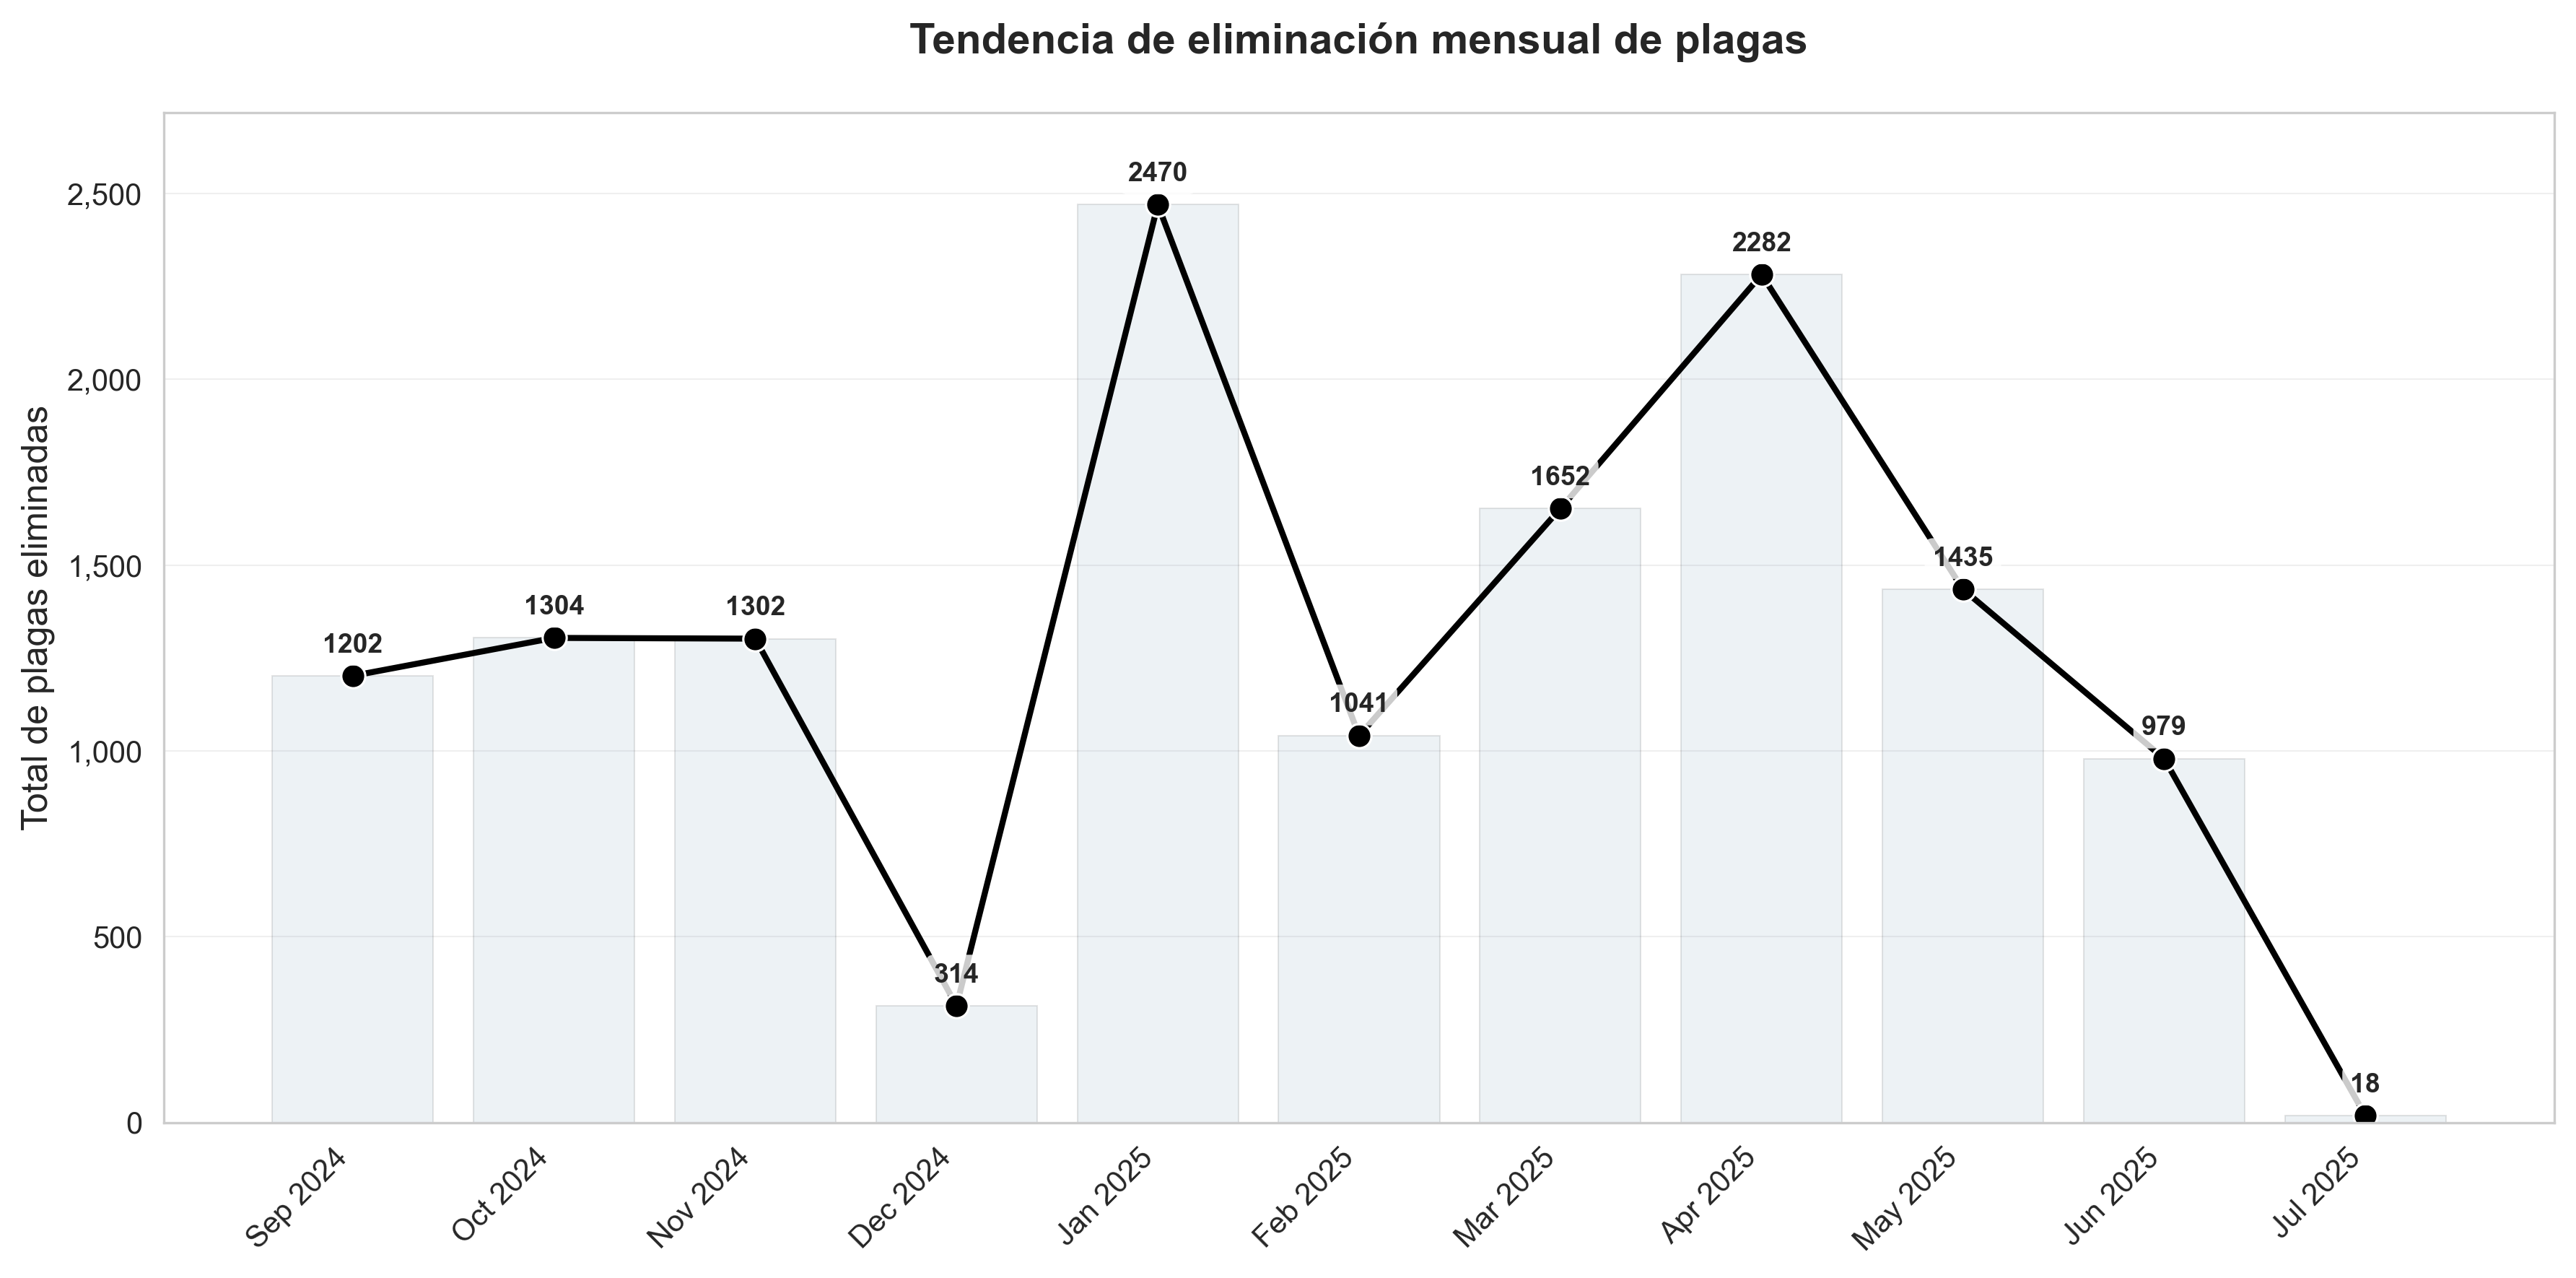 Tendencia de eliminación mensual de plagas
Total de plagas eliminadas
2,500
2,000
1,500
1,000
500
0
1202
1304
1302
314
2470
1041
1652
2282
1435
979
18
Sep 2024
Oct 2024
Nov 2024
Dec 2024
Jan 2025
Feb 2025
Mar 2025
Apr 2025
May 2025
Jun 2025
Jul 2025